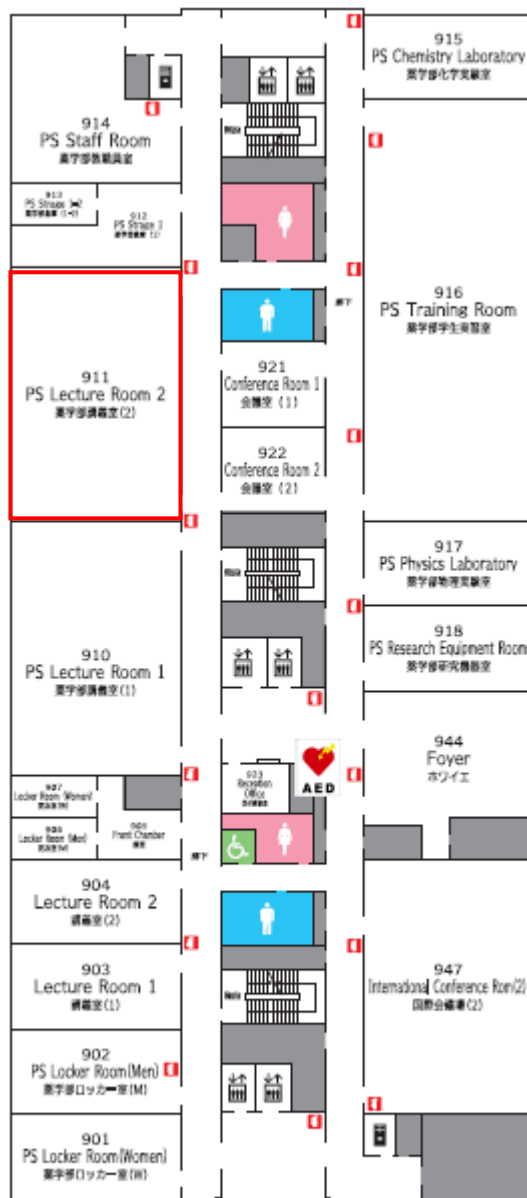 915
PS Chemistry Laboratory
薬学部化学実験室
914
PS Staff Room
薬学部教職員室
913
912
916
PS Training Room
薬学部学生実習室
廊下
911
PS Lecture Room 2
薬学部講義室(2)
921
Conference Room 1
会議室 (1)
922
Conference Room 2
会議室 (2)
917
PS Physics Laboratory
薬学部物理実験室
918
PS Research Equipment Room
薬学部研究機器室
910
PS Lecture Room 1
薬学部講義室(1)
944
Foyer
ホワイエ
923
Reception
Office
AED
907
Locker Room (Women)
Locker Room (Men)
Front Chamber
廊下
904
Lecture Room 2
講義室(2)
903
Lecture Room 1
講義室(1)
947
International Conference Rom(2)
国際会議場(2)
902
PS Locker Room(Men)
薬学部ロッカー室(M)
901
PS Locker Room(Women)
薬学部ロッカー室(W)